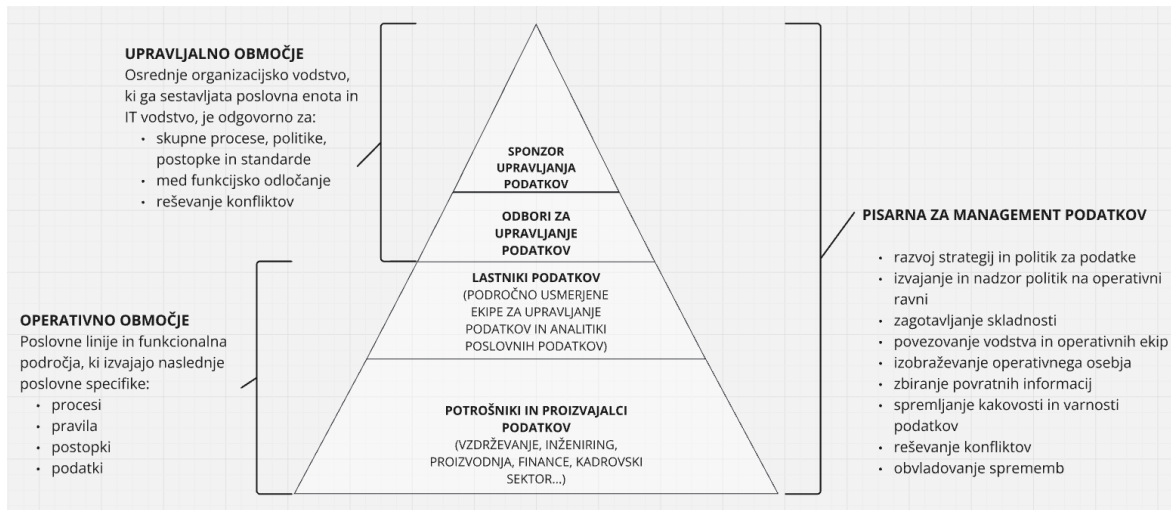 UPRAVLJALNO OBMOČJE
Osrednje organizacijsko vodstvo,
ki ga sestavljata poslovna enota in
IT vodstvo, je odgovorno za:
• skupne procese, politike,
postopke in standarde
• med funkcijsko odločanje
• reševanje konfliktov
OPERATIVNO OBMOČJE
Poslovne linije in funkcionalna
področja, ki izvajajo naslednje
poslovne specifike:
• procesi
• pravila
• postopki
• podatki
SPONZOR
UPRAVLJANJA
PODATKOV
ODBORI ZA
UPRAVLJANJE
PODATKOV
LASTNIKI PODATKOV
(PODROČNO USMERJENE
EKIPE ZA UPRAVLJANJE
PODATKOV IN ANALITIKI
POSLOVNIH PODATKOV)
POTROŠNIKI IN PROIZVAJALCI
PODATKOV
(VZDRŽEVANJE, INŽENIRING,
PROIZVODNJA, FINANCE, KADROVSKI
SEKTOR...)
PISARNA ZA MANAGEMENT PODATKOV
• razvoj strategij in politik za podatke
• izvajanje in nadzor politik na operativni
ravni
• zagotavljanje skladnosti
• povezovanje vodstva in operativnih ekip
• izobraževanje operativnega osebja
• zbiranje povratnih informacij
• spremljanje kakovosti in varnosti
podatkov
• reševanje konfliktov
• obvladovanje sprememb